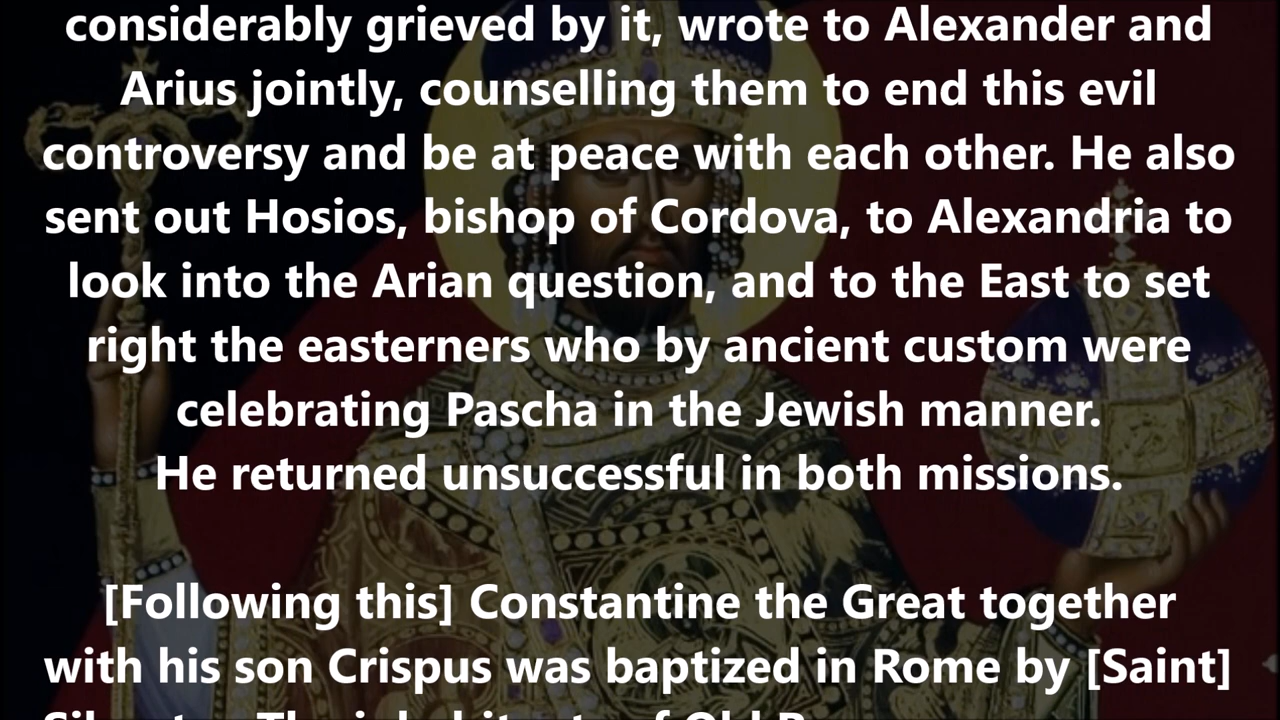 considerably grieved by it, wrote to Alexander and
Arius jointly, counselling them to end this evil
controversy and be at peace with each other. He also
sent out Hosios, bishop of Cordova, to Alexandria to
look into the Arian question, and to the East to set
right the easterners who by ancient custom were
celebrating Pascha in the Jewish manner.
He returned unsuccessful in both missions.
[Following this] Constantine the Great together
with his son Crispus was baptized in Rome by [Saint]